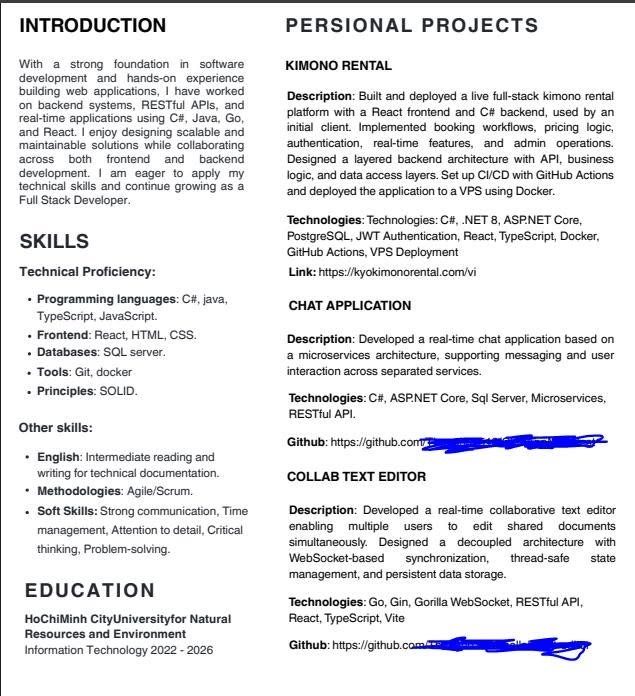 INTRODUCTION
With a strong foundation in software
development and hands-on experience
building web applications, I have worked
on backend systems, RESTful APIs, and
real-time applications using C#, Java, Go,
and React. I enjoy designing scalable and
maintainable solutions while collaborating
across both frontend and backend
development. I am eager to apply my
technical skills and continue growing as a
Full Stack Developer.
SKILLS
Technical Proficiency:
• Programming languages: C#, java,
TypeScript, JavaScript.
• Frontend: React, HTML, CSS.
• Databases: SQL server.
• Tools: Git, docker
• Principles: SOLID.
Other skills:
• English: Intermediate reading and
writing for technical documentation.
• Methodologies: Agile/Scrum.
• Soft Skills: Strong communication, Time
management, Attention to detail, Critical
thinking, Problem-solving.
EDUCATION
HoChiMinh CityUniversityfor Natural
Resources and Environment
Information Technology 2022 - 2026
PERSIONAL PROJECTS
KIMONO RENTAL
Description: Built and deployed a live full-stack kimono rental
platform with a React frontend and C# backend, used by an
initial client. Implemented booking workflows, pricing logic,
authentication, real-time features, and admin operations.
Designed a layered backend architecture with API, business
logic, and data access layers. Set up CI/CD with GitHub Actions
and deployed the application to a VPS using Docker.
Technologies: Technologies: C#, .NET 8, ASP.NET Core,
PostgreSQL, JWT Authentication, React, TypeScript, Docker,
GitHub Actions, VPS Deployment
Link: https://kyokimonorental.com/vi
CHAT APPLICATION
Description: Developed a real-time chat application based on
a microservices architecture, supporting messaging and user
interaction across separated services.
Technologies: C#, ASP.NET Core, Sql Server, Microservices,
RESTful API.
Github: https://github.com/
COLLAB TEXT EDITOR
Description: Developed a real-time collaborative text editor
enabling multiple users to edit shared documents
simultaneously. Designed a decoupled architecture with
WebSocket-based synchronization, thread-safe state
management, and persistent data storage.
Technologies: Go, Gin, Gorilla WebSocket, RESTful API,
React, TypeScript, Vite
Github: https://github.com